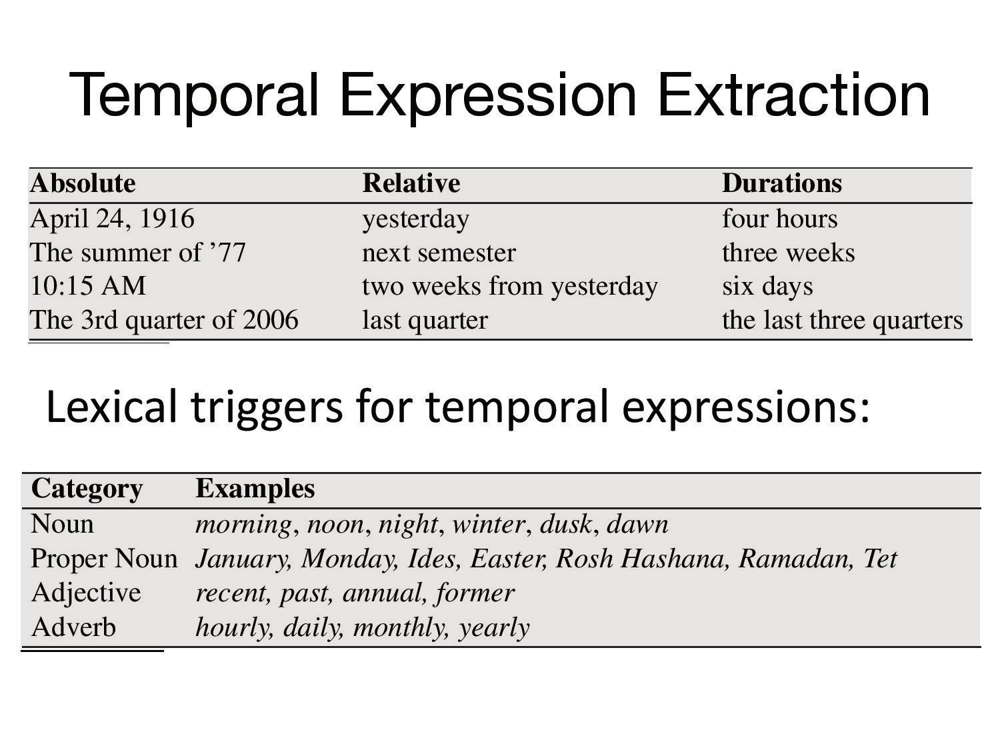 Temporal Expression Extraction
Absolute Relative Durations
April 24, 1916 yesterday four hours
The summer of ’77 next semester three weeks
10:15 AM two weeks from yesterday six days
The 3rd quarter of 2006 last quarter the last three quarters
Lexical triggers for temporal expressions:
Category Examples
Noun morning, noon, night, winter, dusk, dawn
Proper Noun January, Monday, Ides, Easter, Rosh Hashana, Ramadan, Tet
Adjective recent, past, annual, former
Adverb hourly, daily, monthly, yearly